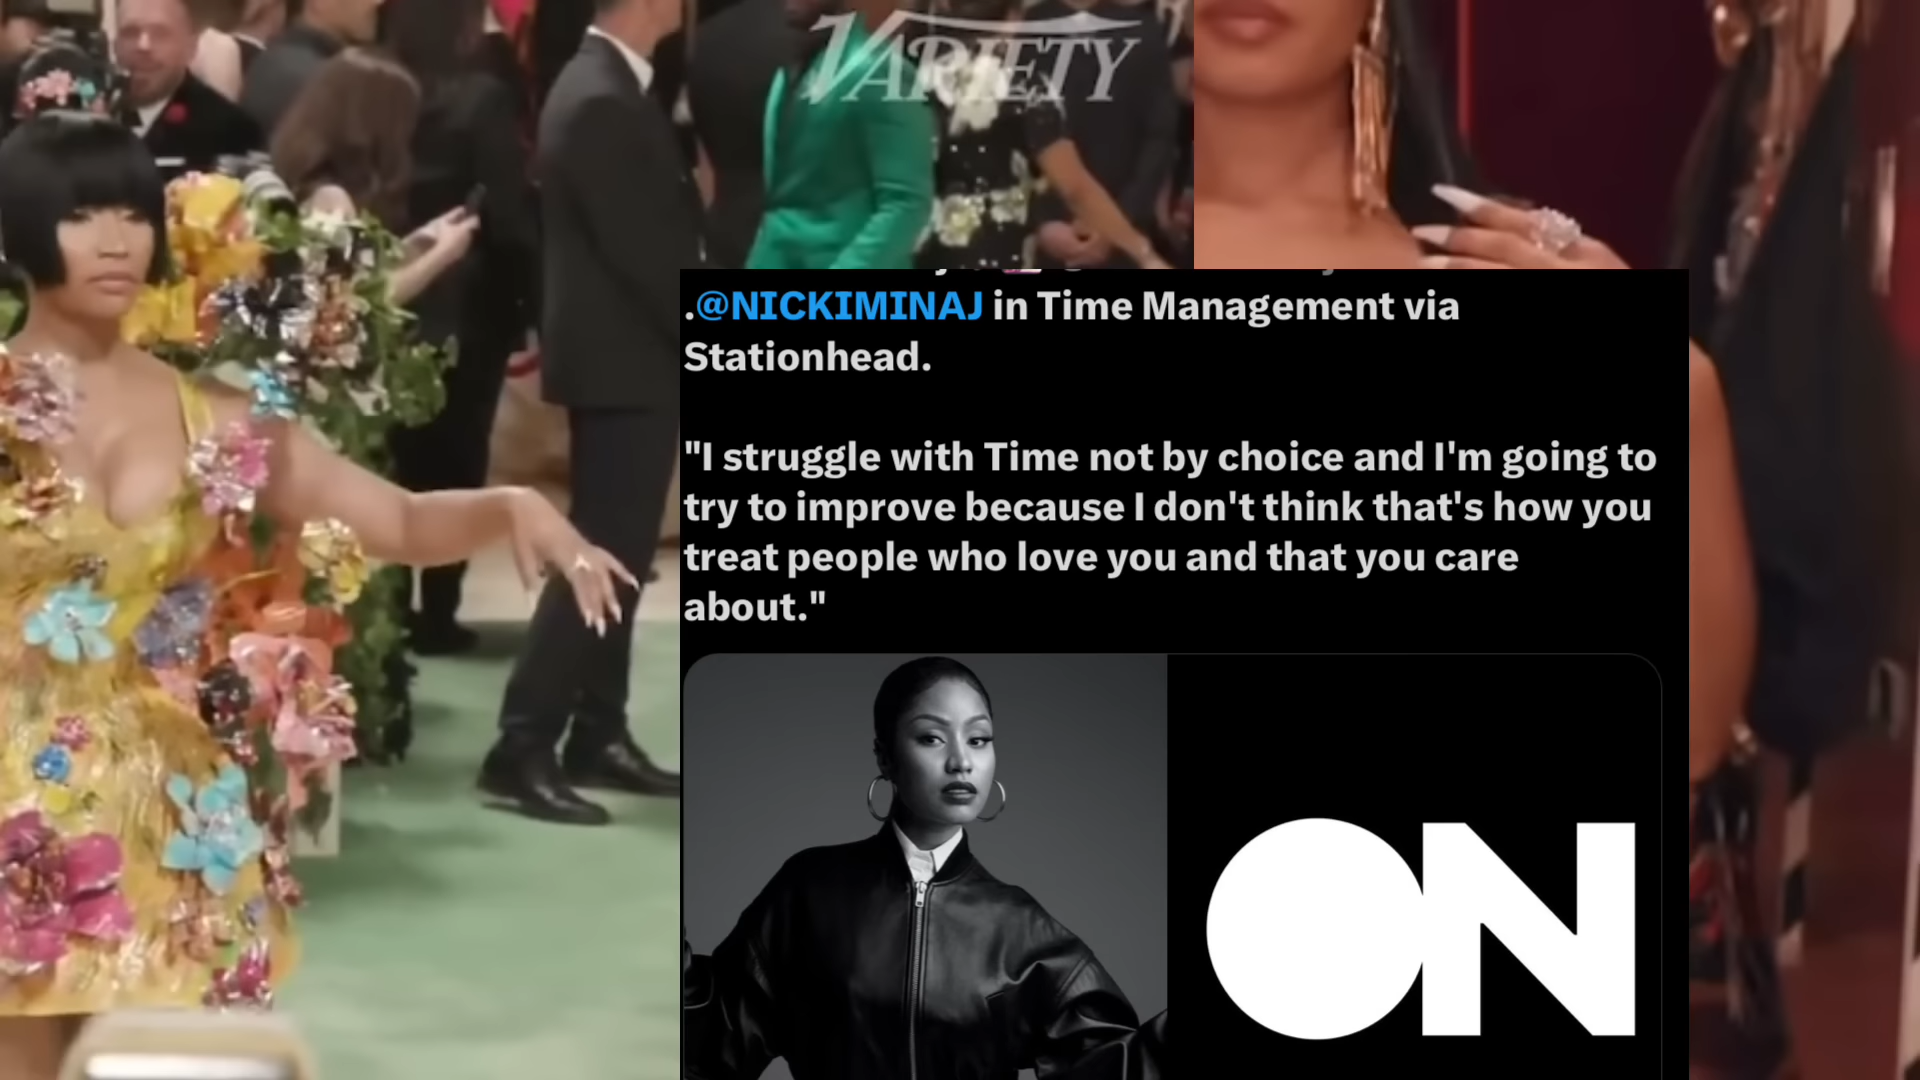 VARIETY
.@NICKIMINAJ in Time Management via
Stationhead.
"I struggle with Time not by choice and I'm going to
try to improve because I don't think that's how you
treat people who love you and that you care
about."
ON